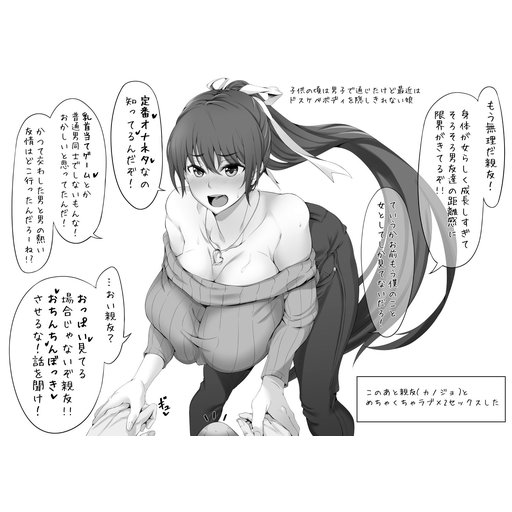 子供の頃は男子で通じたけど最近は
ドスケベボディを隠しきれない娘
もう無理だ親友!
身体が女らしく成長しすぎて
そろそろ男友達の距離感に
限界がきてるぞ!!
ていうかお前もう僕のこと
女としてしか見てないだろ!
定番オナネタなの
知ってるんだぞ!
乳首当てゲームとか
普通男同士でしないもんな!
おかしいと思ってたんだ!
かつて交わした男と男の熱い
友情はどこ行ったんだろーね!?
…おい親友?
おっぱい見てる
場合じゃないぞ親友!!
おちんちんぼっき
させるな!話を聞け!
ギュ
このあと親友(カノジョ)と
めちゃくちゃラブ×2セックスした